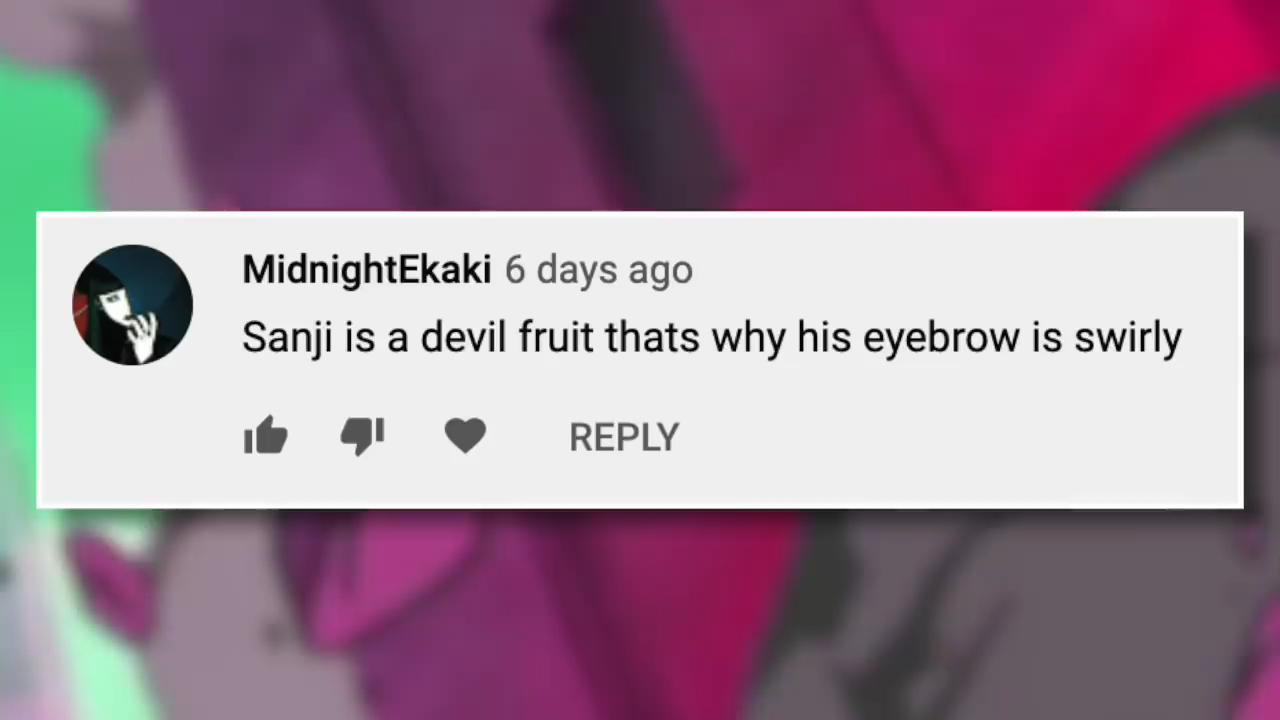 MidnightEkaki 6 days ago
Sanji is a devil fruit thats why his eyebrow is swirly
REPLY